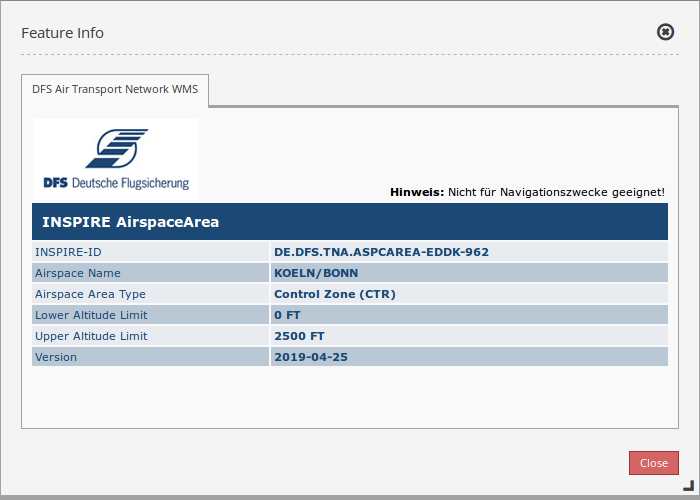 Feature Info
DFS Air Transport Network WMS
DFS Deutsche Flugsicherung
Hinweis: Nicht für Navigationszwecke geeignet!
INSPIRE AirspaceArea
INSPIRE-ID DE.DFS.TNA.ASPCAREA-EDDK-962
Airspace Name KOELN/BONN
Airspace Area Type Control Zone (CTR)
Lower Altitude Limit 0 FT
Upper Altitude Limit 2500 FT
Version 2019-04-25
Close